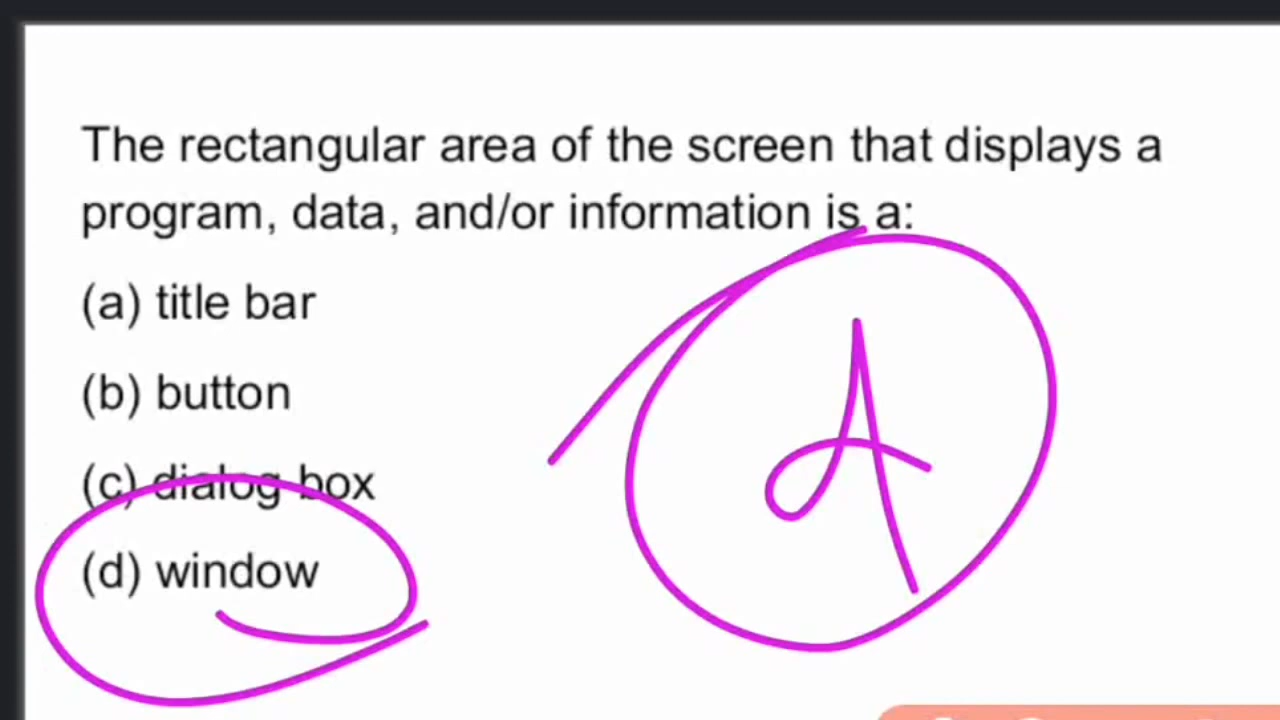 The rectangular area of the screen that displays a
program, data, and/or information is a:
(a) title bar
(b) button
(c) dialog box
(d) window
A